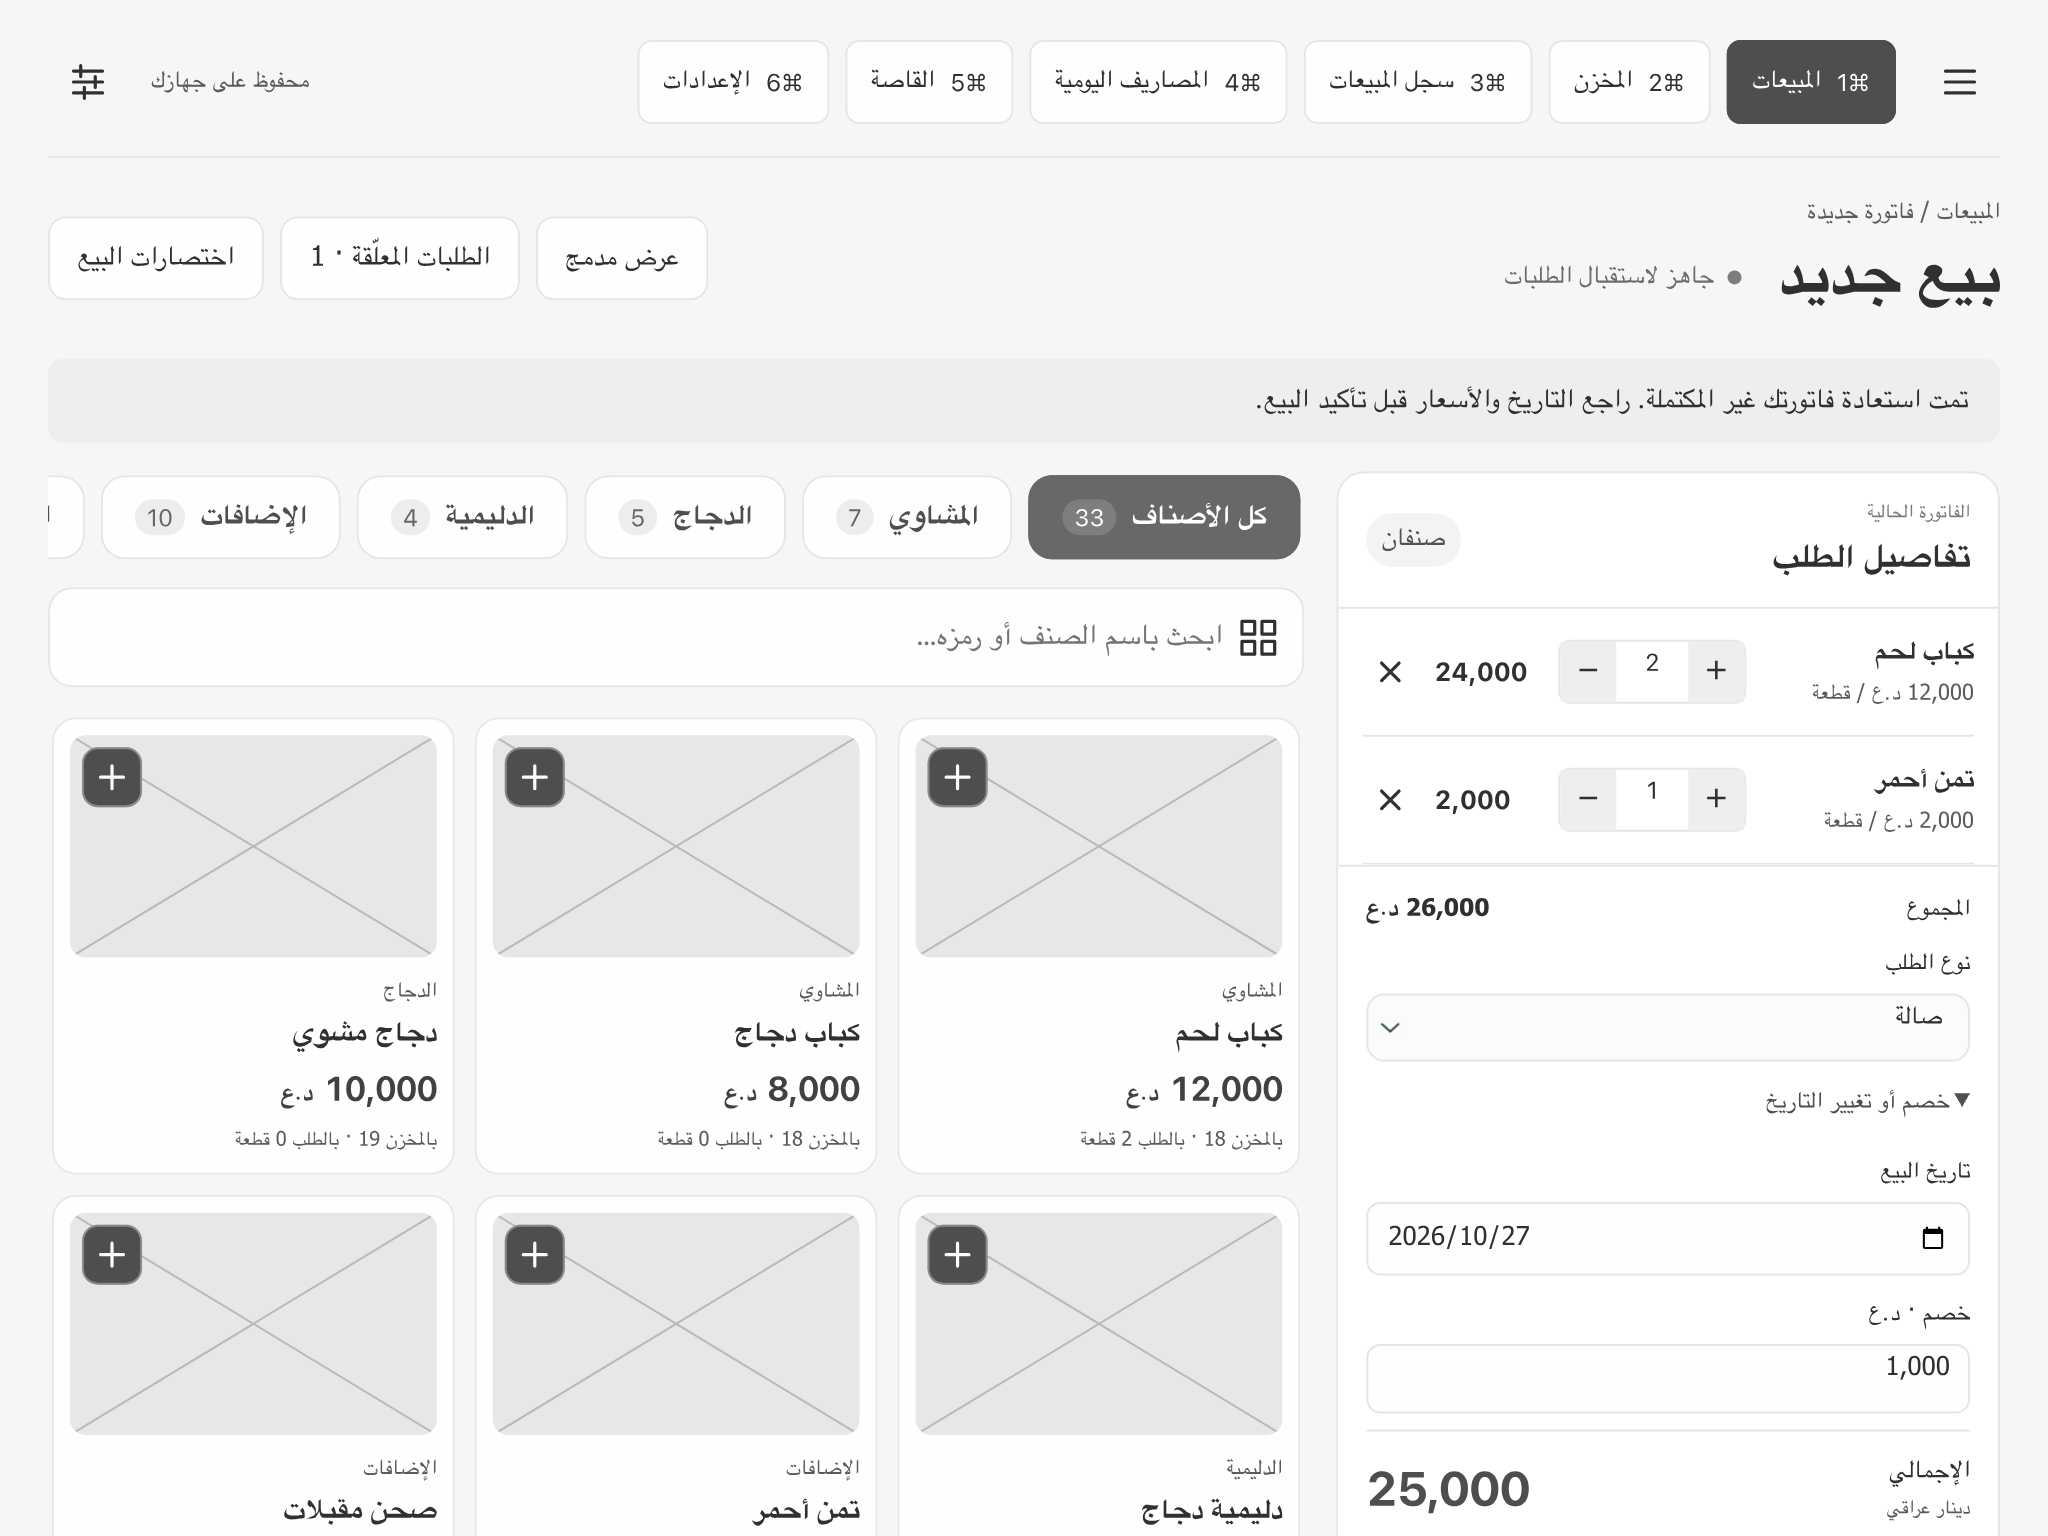 ⌘1 المبيعات
⌘2 المخزن
⌘3 سجل المبيعات
⌘4 المصاريف اليومية
⌘5 القاصة
⌘6 الإعدادات
محفوظ على جهازك
المبيعات / فاتورة جديدة
بيع جديد
جاهز لاستقبال الطلبات
عرض مدمج
الطلبات المعلّقة · 1
اختصارات البيع
تمت استعادة فاتورتك غير المكتملة. راجع التاريخ والأسعار قبل تأكيد البيع.
الفاتورة الحالية
تفاصيل الطلب
صنفان
كباب لحم
12,000 د.ع / قطعة
+ 2 −
24,000
تمن أحمر
2,000 د.ع / قطعة
+ 1 −
2,000
المجموع
26,000 د.ع
نوع الطلب
صالة
خصم أو تغيير التاريخ
تاريخ البيع
2026/10/27
خصم · د.ع
1,000
الإجمالي
دينار عراقي
25,000
كل الأصناف 33
المشاوي 7
الدجاج 5
الدليمية 4
الإضافات 10
ابحث باسم الصنف أو رمزه...
المشاوي
كباب لحم
12,000 د.ع
بالمخزن 18 · بالطلب 2 قطعة
المشاوي
كباب دجاج
8,000 د.ع
بالمخزن 18 · بالطلب 0 قطعة
الدجاج
دجاج مشوي
10,000 د.ع
بالمخزن 19 · بالطلب 0 قطعة
الدليمية
دليمية دجاج
الإضافات
تمن أحمر
الإضافات
صحن مقبلات